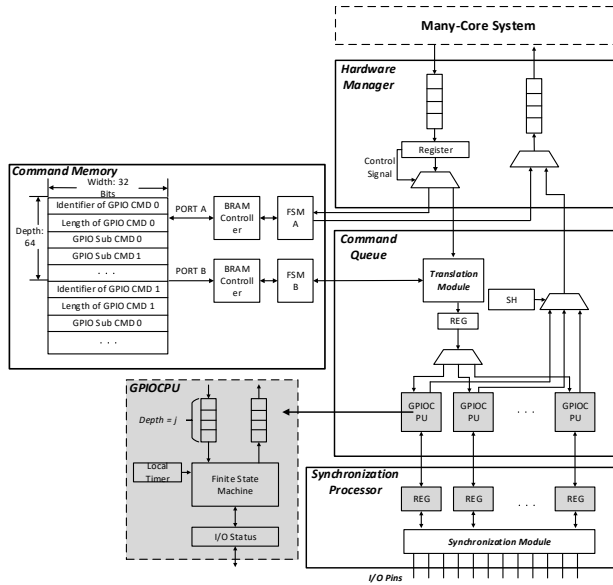 Many-Core System
Hardware
Manager
Register
Control
Signal
Command Memory
Width: 32
Bits
Depth:
64
Identifier of GPIO CMD 0
Length of GPIO CMD 0
GPIO Sub CMD 0
GPIO Sub CMD 1
. . .
Identifier of GPIO CMD 1
Length of GPIO CMD 1
GPIO Sub CMD 0
. . .
PORT A
BRAM
Controll
er
FSM
A
PORT B
BRAM
Controll
er
FSM
B
Command
Queue
Translation
Module
SH
REG
GPIOC
PU
GPIOC
PU
. . .
GPIOC
PU
GPIOCPU
Depth = j
Local
Timer
Finite State
Machine
I/O Status
Synchronization
Processor
REG
REG
. . .
REG
Synchronization Module
I/O Pins